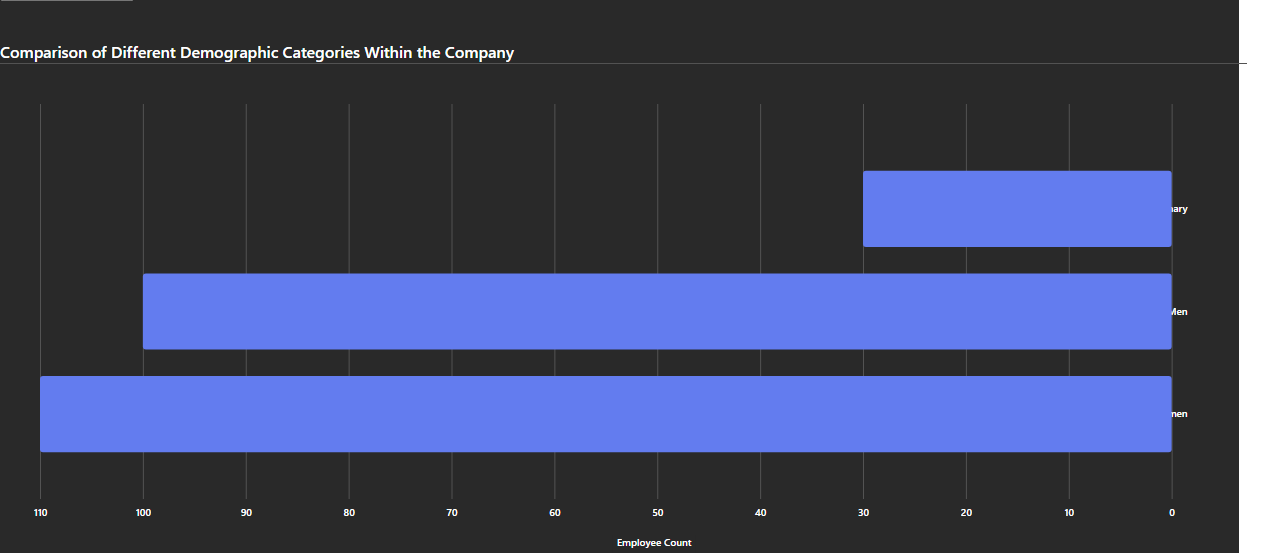 Comparison of Different Demographic Categories Within the Company
110 100 90 80 70 60 50 40 30 20 10 0
Employee Count